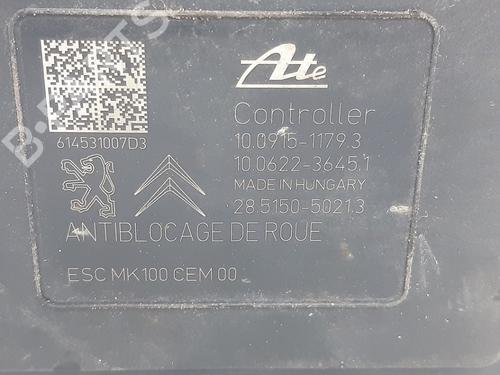 Ate
614531007D3
Controller
10.0915-1179.3
10.0622-3645.1
MADE IN HUNGARY
28.5150-5021.3
ANTIBLOCAGE DE ROUE
ESC MK100 CEM 00